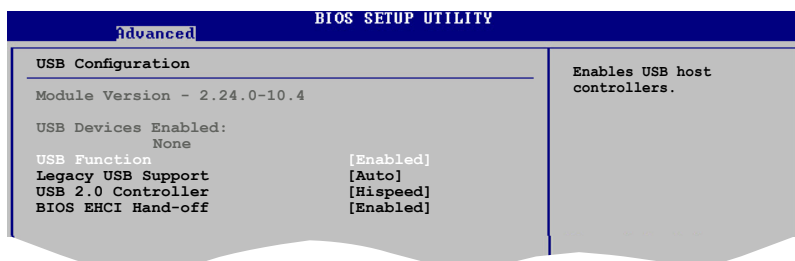 BIOS SETUP UTILITY
Advanced
USB Configuration
Module Version - 2.24.0-10.4
USB Devices Enabled:
None
USB Function [Enabled]
Legacy USB Support [Auto]
USB 2.0 Controller [Hispeed]
BIOS EHCI Hand-off [Enabled]
Enables USB host
controllers.